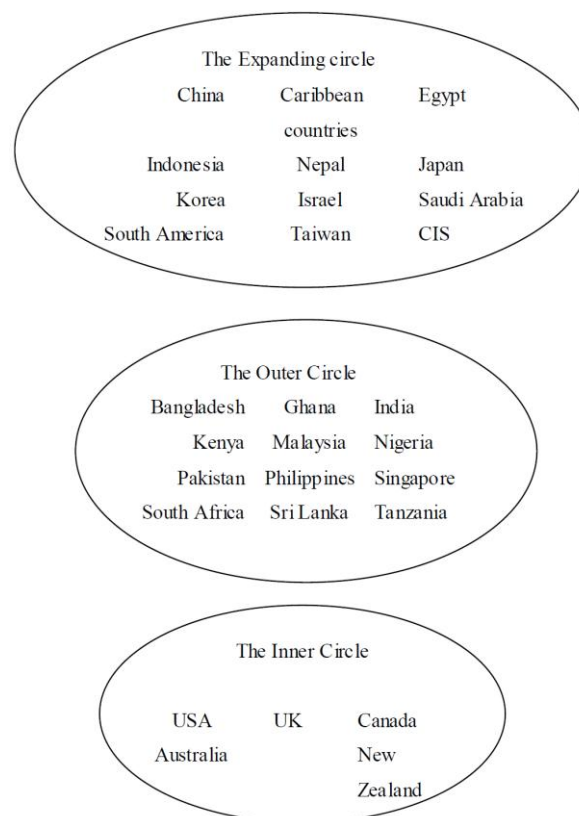 The Expanding circle
China Caribbean Egypt
countries
Indonesia Nepal Japan
Korea Israel Saudi Arabia
South America Taiwan CIS
The Outer Circle
Bangladesh Ghana India
Kenya Malaysia Nigeria
Pakistan Philippines Singapore
South Africa Sri Lanka Tanzania
The Inner Circle
USA UK Canada
Australia New
Zealand